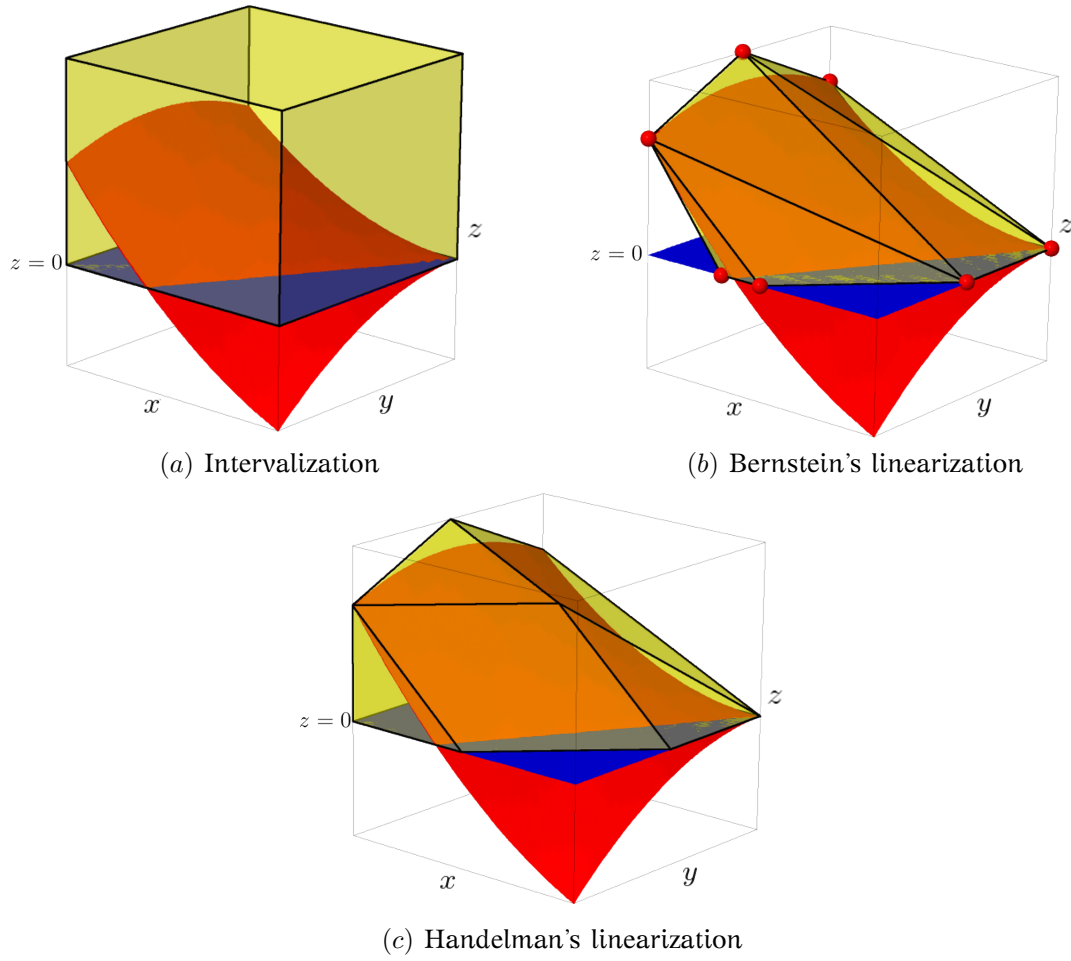 z
z = 0
x
y
(a) Intervalization
z
z = 0
x
y
(b) Bernstein's linearization
z
z = 0
x
y
(c) Handelman's linearization